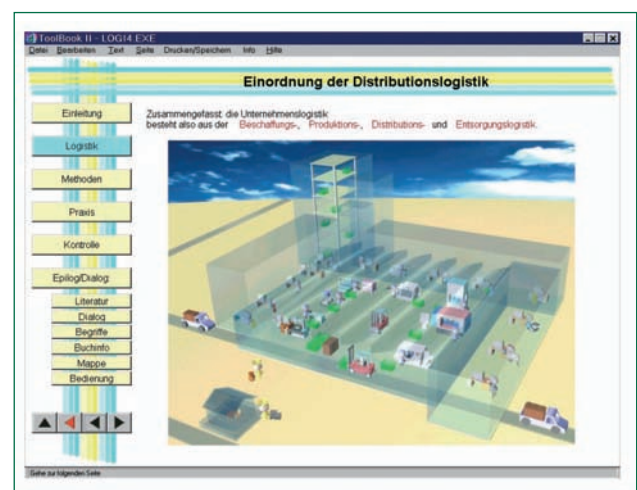 ToolBook II - LOGI4.EXE
Datei Bearbeiten Text Seite Drucken/Speichern Info Hilfe
Einordnung der Distributionslogistik
Zusammengefasst: die Unternehmenslogistik
besteht also aus der Beschaffungs-, Produktions-, Distributions- und Entsorgungslogistik.
Einleitung
Logistik
Methoden
Praxis
Kontrolle
Epilog/Dialog
Literatur
Dialog
Begriffe
Buchinfo
Mappe
Bedienung
Gehe zur folgenden Seite